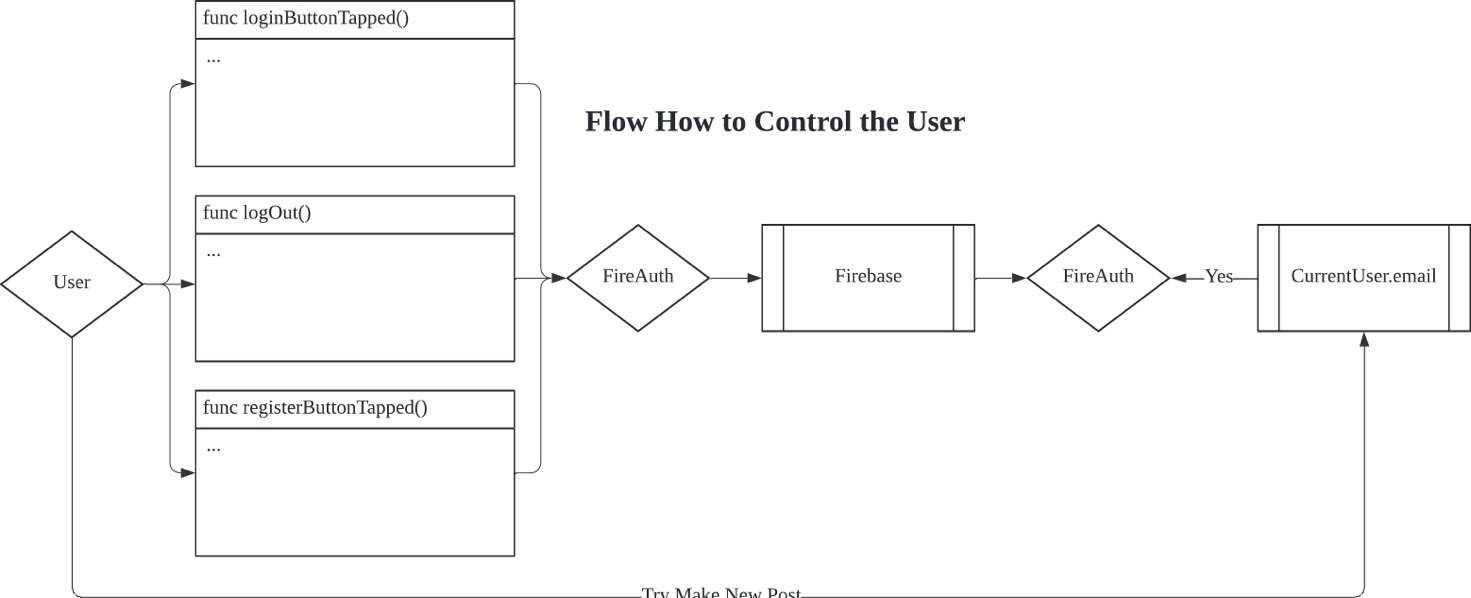 func loginButtonTapped()
...
Flow How to Control the User
func logOut()
...
User
FireAuth
Firebase
FireAuth
Yes
CurrentUser.email
func registerButtonTapped()
...
Try Make New Post